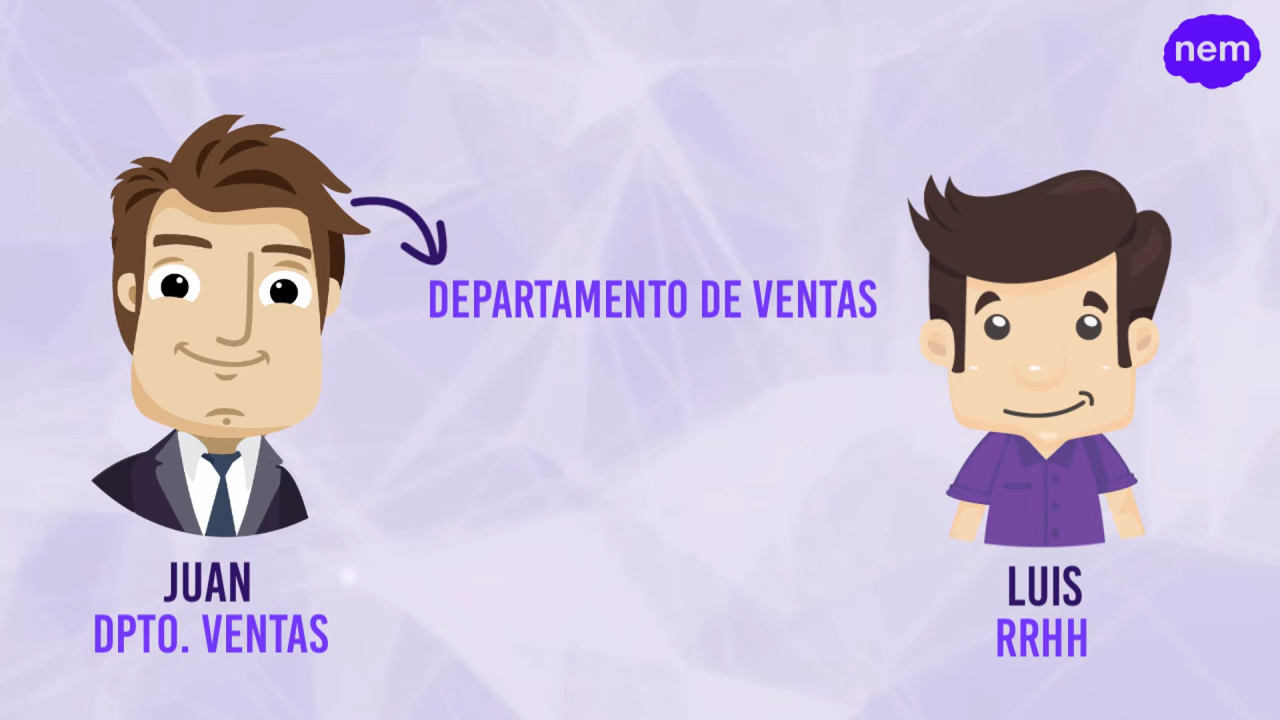 nem
DEPARTAMENTO DE VENTAS
JUAN
DPTO. VENTAS
LUIS
RRHH